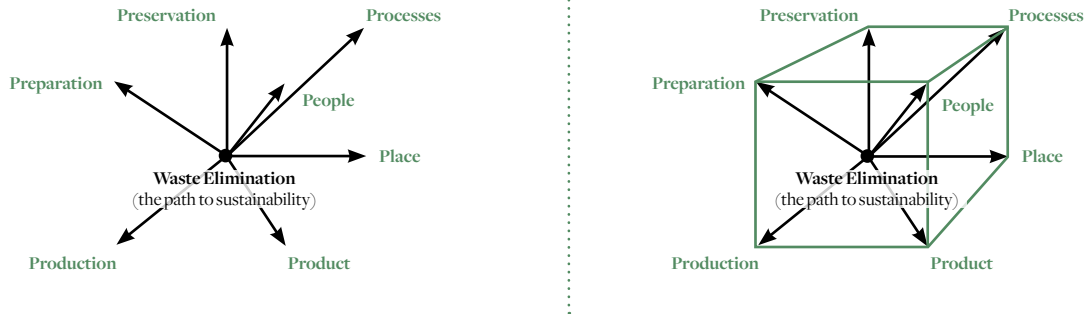 Preservation
Processes
Preparation
People
Place
Waste Elimination
(the path to sustainability)
Production
Product
Preservation
Processes
Preparation
People
Place
Waste Elimination
(the path to sustainability)
Production
Product